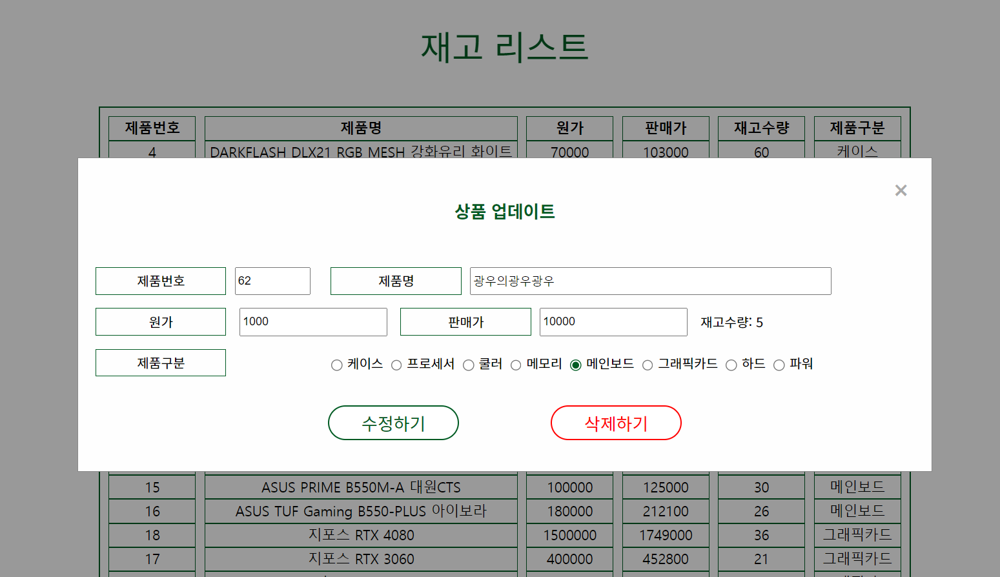 재고 리스트
제품번호 제품명 원가 판매가 재고수량 제품구분
4 DARKFLASH DLX21 RGB MESH 강화유리 화이트 70000 103000 60 케이스
×
상품 업데이트
제품번호 62 제품명 광우의광우광우
원가 1000 판매가 10000 재고수량: 5
제품구분 케이스 프로세서 쿨러 메모리 메인보드 그래픽카드 하드 파워
수정하기 삭제하기
15 ASUS PRIME B550M-A 대원CTS 100000 125000 30 메인보드
16 ASUS TUF Gaming B550-PLUS 아이보라 180000 212100 26 메인보드
18 지포스 RTX 4080 1500000 1749000 36 그래픽카드
17 지포스 RTX 3060 400000 452800 21 그래픽카드